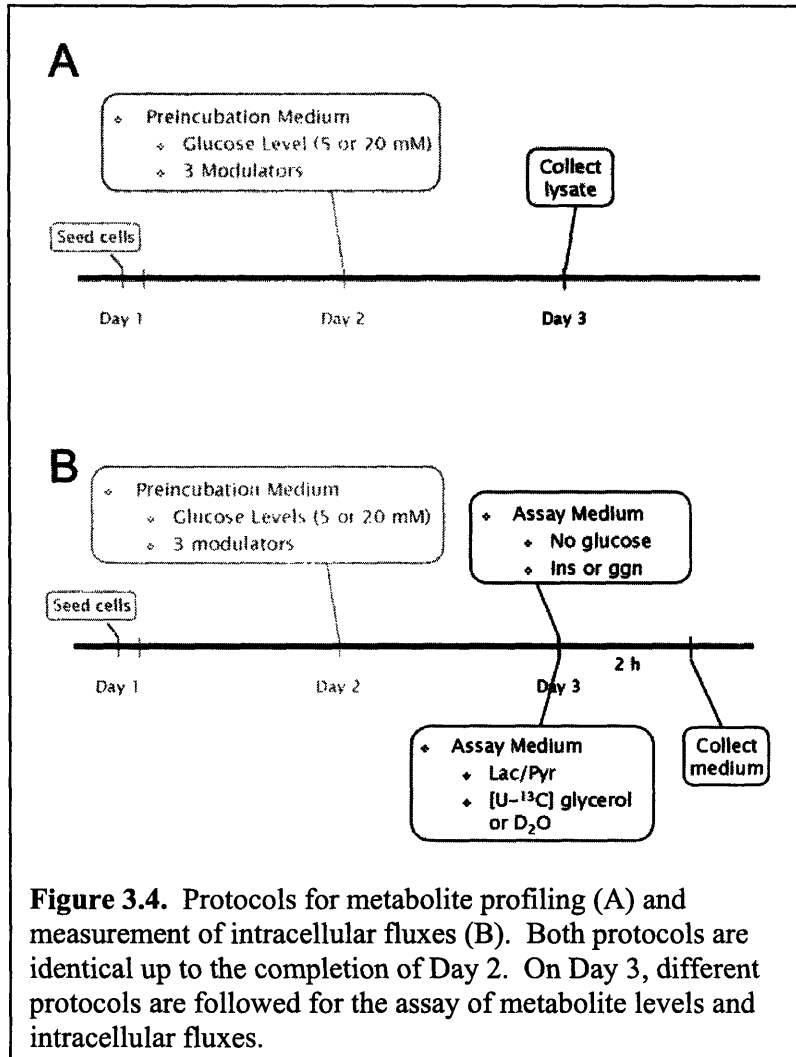 A
Preincubation Medium
Glucose Level (5 or 20 mM)
3 Modulators
Collect
lysate
Seed cells
Day 1
Day 2
Day 3
B
Preincubation Medium
Glucose Levels (5 or 20 mM)
3 modulators
Assay Medium
No glucose
Ins or ggn
Seed cells
2 h
Day 1
Day 2
Day 3
Assay Medium
Lac/Pyr
[U-¹³C] glycerol
or D₂O
Collect
medium
Figure 3.4. Protocols for metabolite profiling (A) and
measurement of intracellular fluxes (B). Both protocols are
identical up to the completion of Day 2. On Day 3, different
protocols are followed for the assay of metabolite levels and
intracellular fluxes.